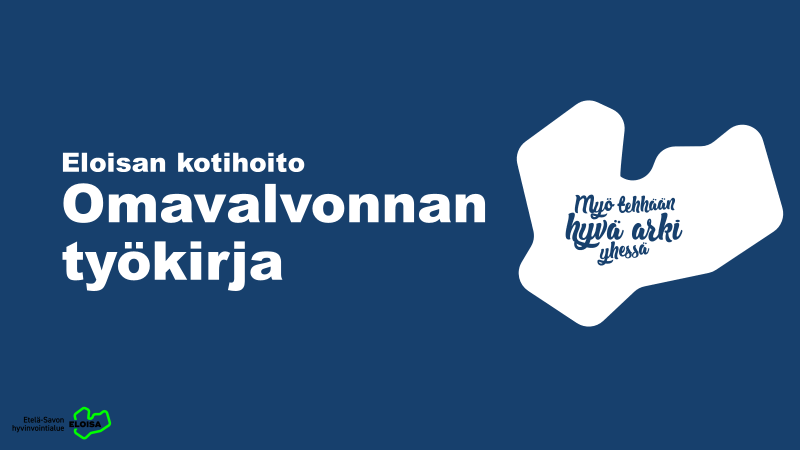 Eloisan kotihoito
Omavalvonnan
työkirja
Myö tehhään
hyvä arki
yhessä
Etelä-Savon
hyvinvointialue
ELOISA